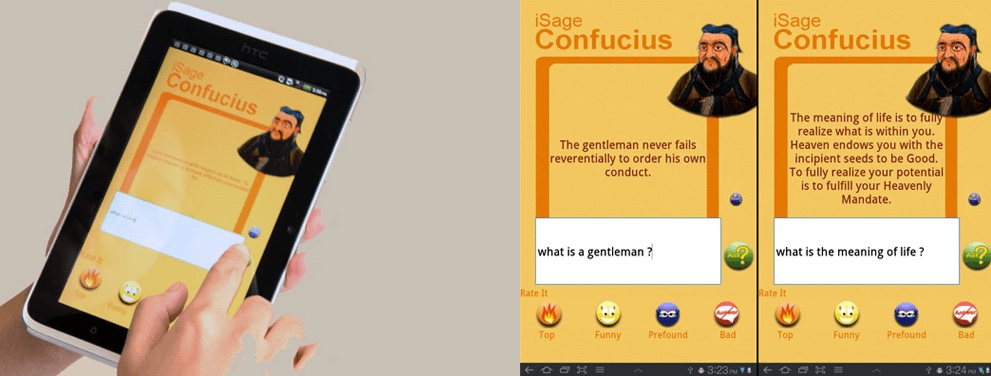 hTC
iSage
Confucius
Top
Funny
iSage
Confucius
The gentleman never fails
reverentially to order his own
conduct.
what is a gentleman ?
Ask?
Rate It
Top
Funny
Prefound
Bad
3:23 PM
iSage
Confucius
The meaning of life is to fully
realize what is within you.
Heaven endows you with the
incipient seeds to be Good.
To fully realize your potential
is to fulfill your Heavenly
Mandate.
what is the meaning of life ?
Rate It
Top
Funny
Prefound
Bad
3:24 PM